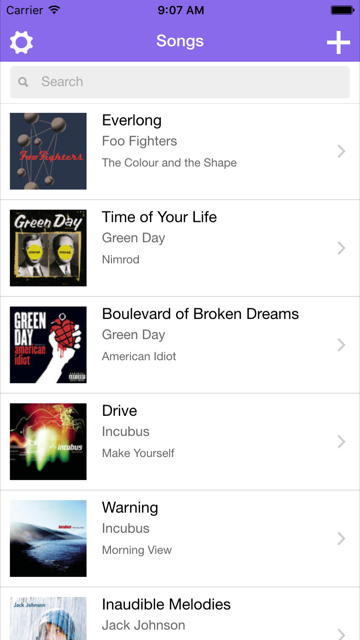 Carrier 9:07 AM
Songs
Search
Foo Fighters
Everlong
Foo Fighters
The Colour and the Shape
Green Day
Time of Your Life
Green Day
Nimrod
GREEN
DAY
american
idiot
Boulevard of Broken Dreams
Green Day
American Idiot
incubus
Drive
Incubus
Make Yourself
incubus
Warning
Incubus
Morning View
Jack Johnson
Inaudible Melodies
Jack Johnson